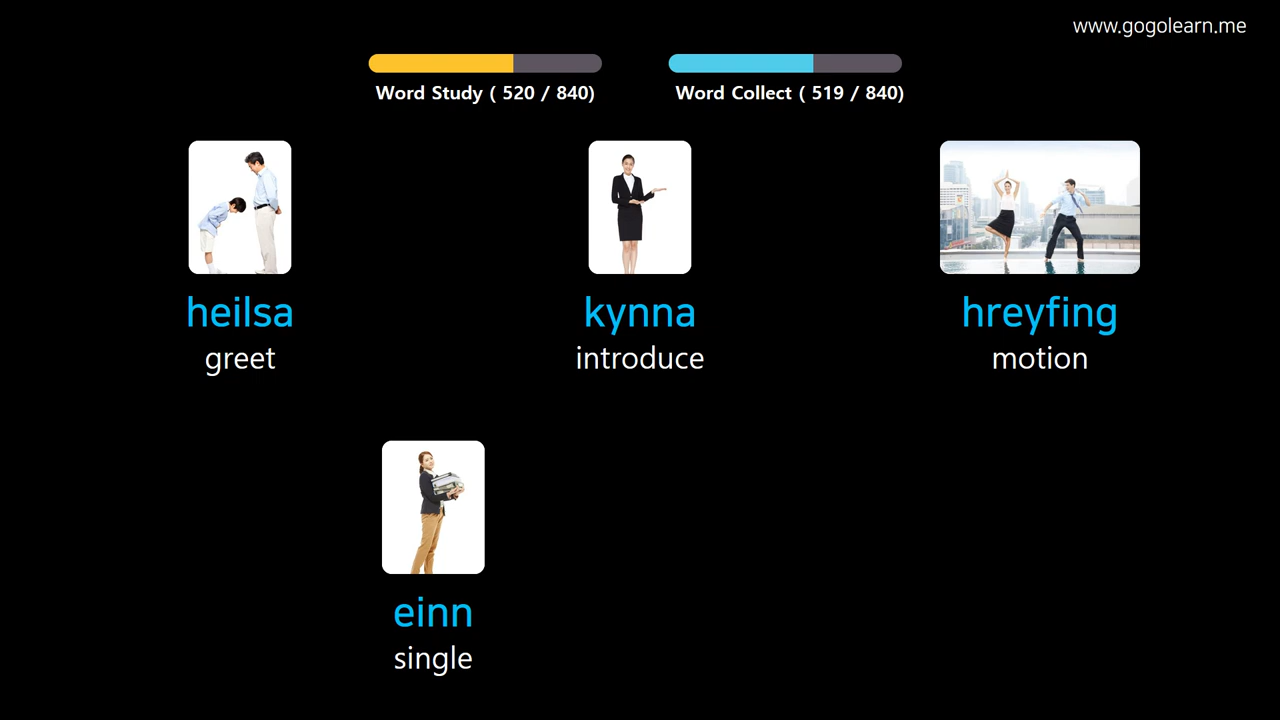 www.gogolearn.me
Word Study ( 520 / 840)
Word Collect ( 519 / 840)
heilsa
greet
kynna
introduce
hreyfing
motion
einn
single